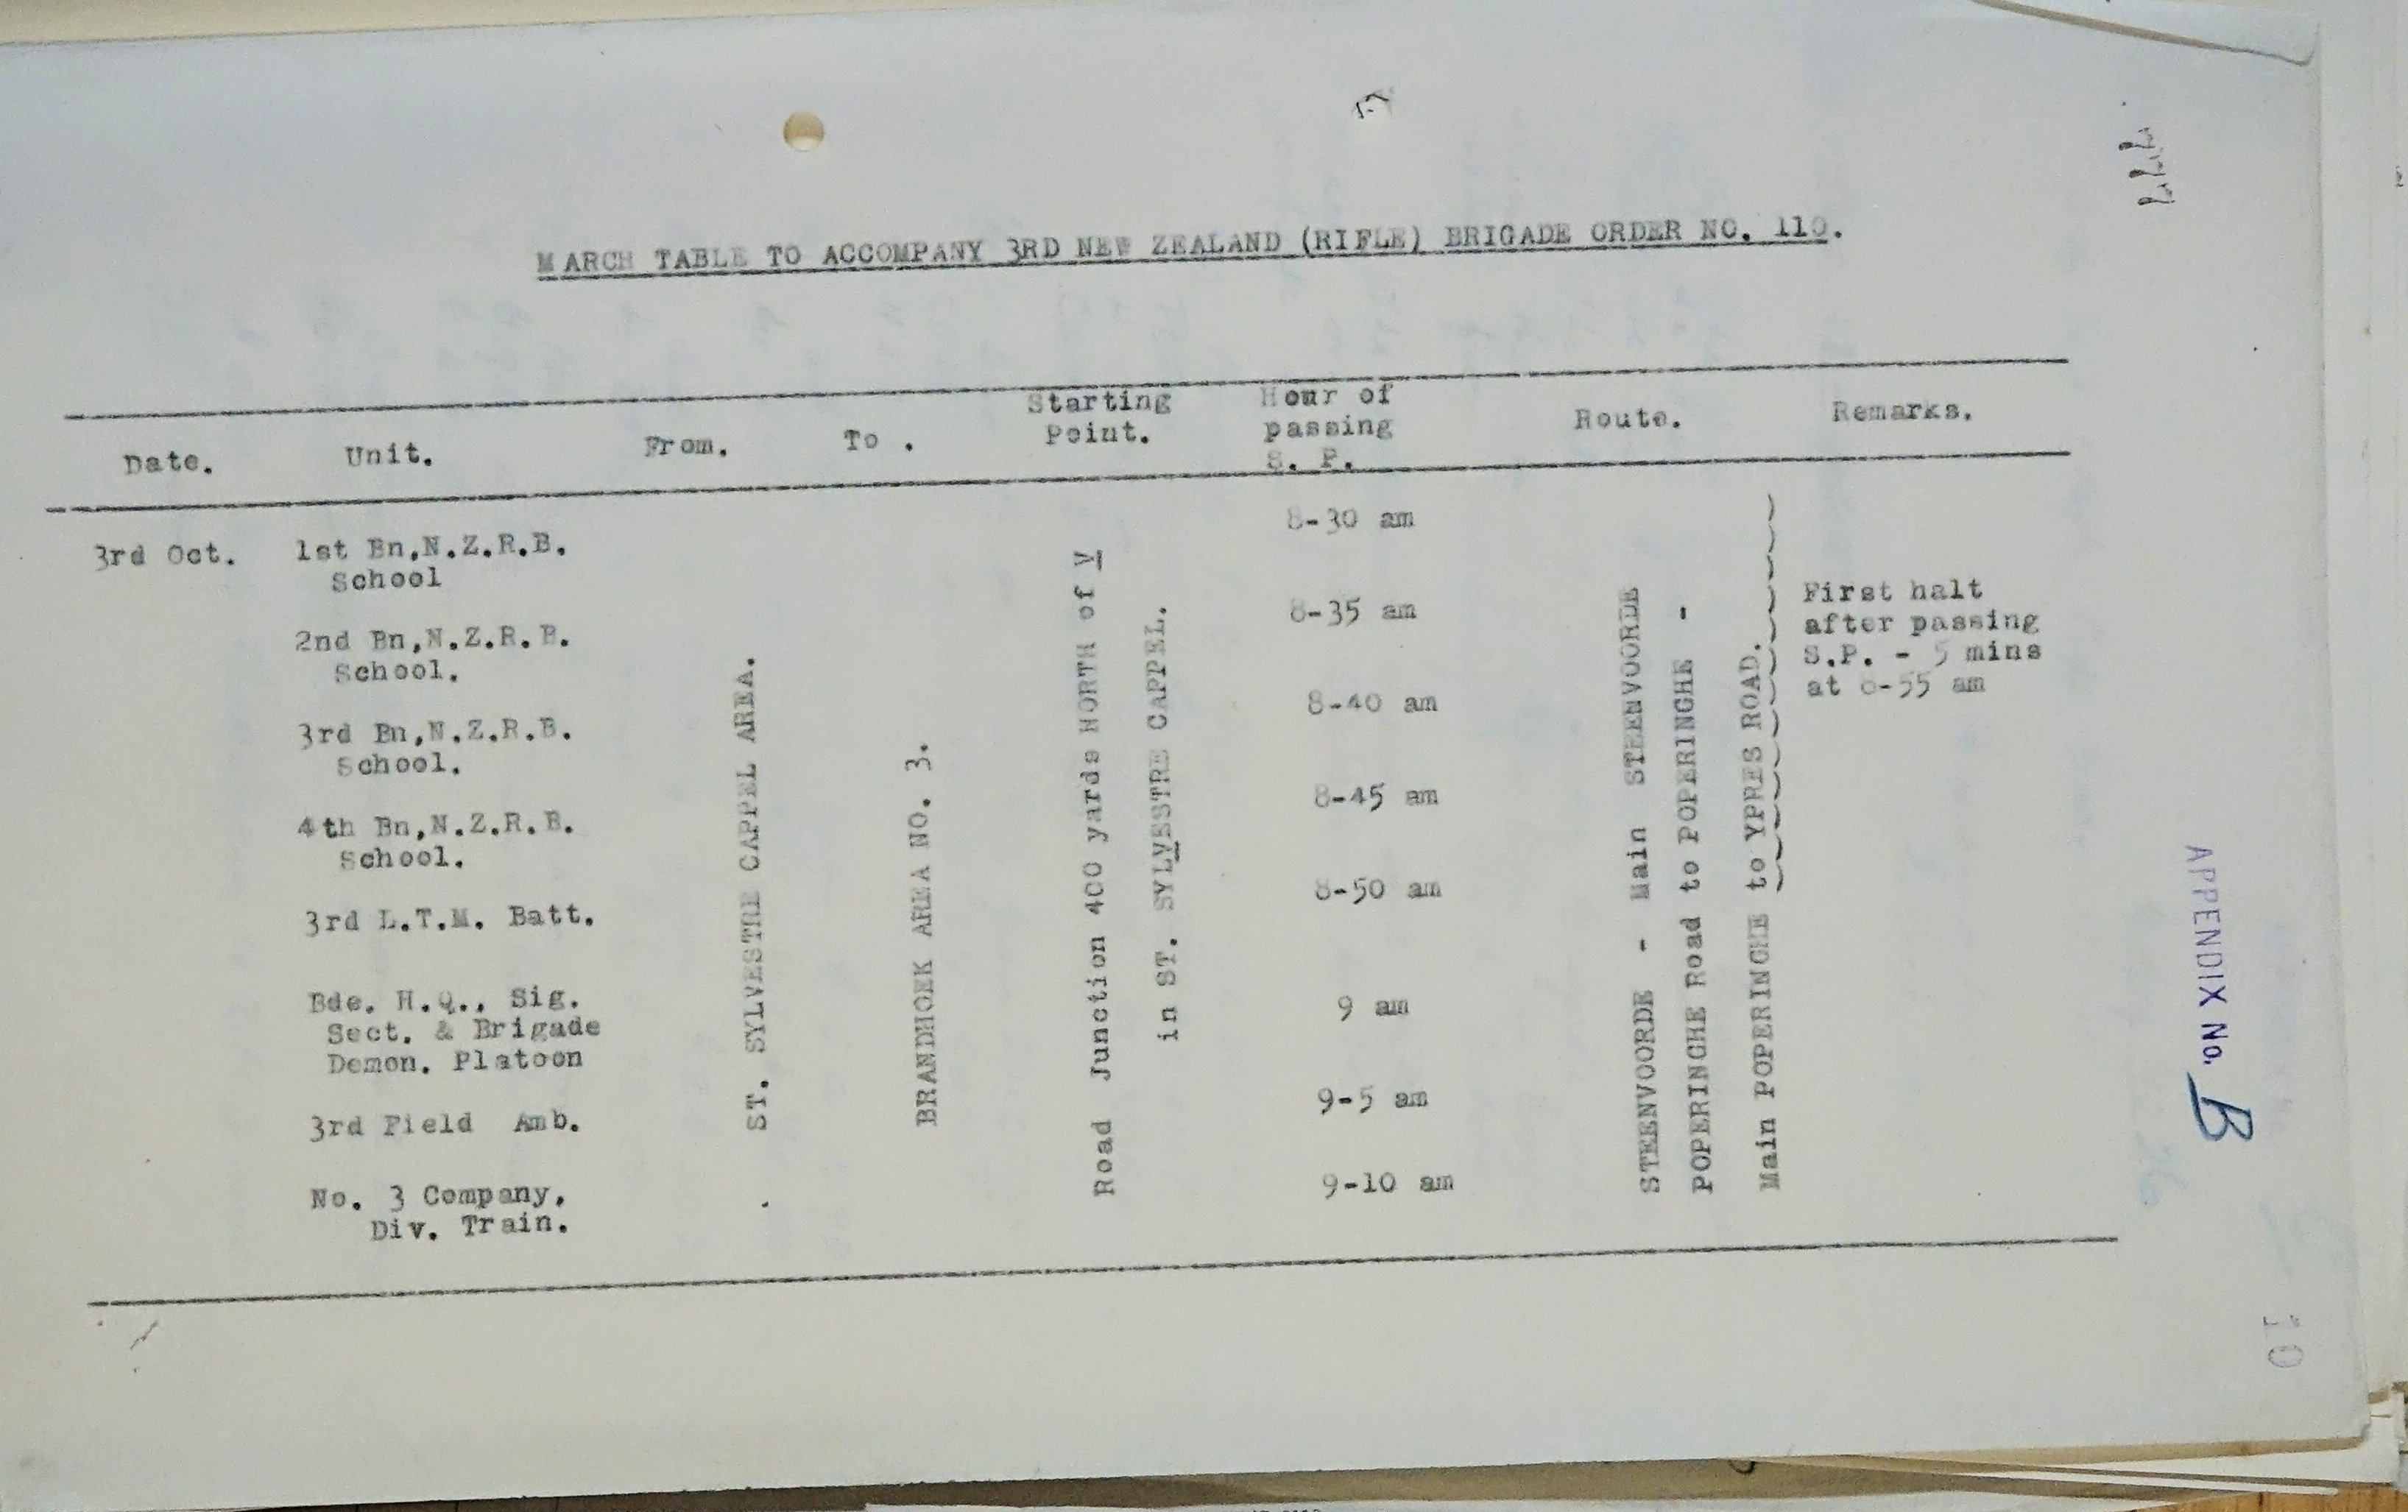 MARCH TABLE TO ACCOMPANY 3RD NEW ZEALAND (RIFLE) BRIGADE ORDER NO. 110.
Date.
Unit.
From.
To .
Starting
Point.
Hour of
passing
S. P.
Route.
Remarks.
3rd Oct.
1st Bn,N.Z.R.B.
School
8-30 am
2nd Bn,N.Z.R.B.
School.
8-35 am
3rd Bn,N.Z.R.B.
School.
8-40 am
4th Bn,N.Z.R.B.
School.
8-45 am
3rd L.T.M. Batt.
8-50 am
Bde. H.Q., Sig.
Sect. & Brigade
Demon. Platoon
9 am
3rd Field Amb.
9-5 am
No. 3 Company,
Div. Train.
9-10 am
ST. SYLVESTRE CAPPEL AREA.
BRANDHOEK AREA NO. 3.
Road Junction 400 yards NORTH of V
in ST. SYLVESTRE CAPPEL.
STEENVOORDE - Main STEENVOORDE
POPERINGHE Road to POPERINGHE -
Main POPERINGHE to YPRES ROAD.
First halt
after passing
S.P. - 5 mins
at 8-55 am
APPENDIX No. B
10